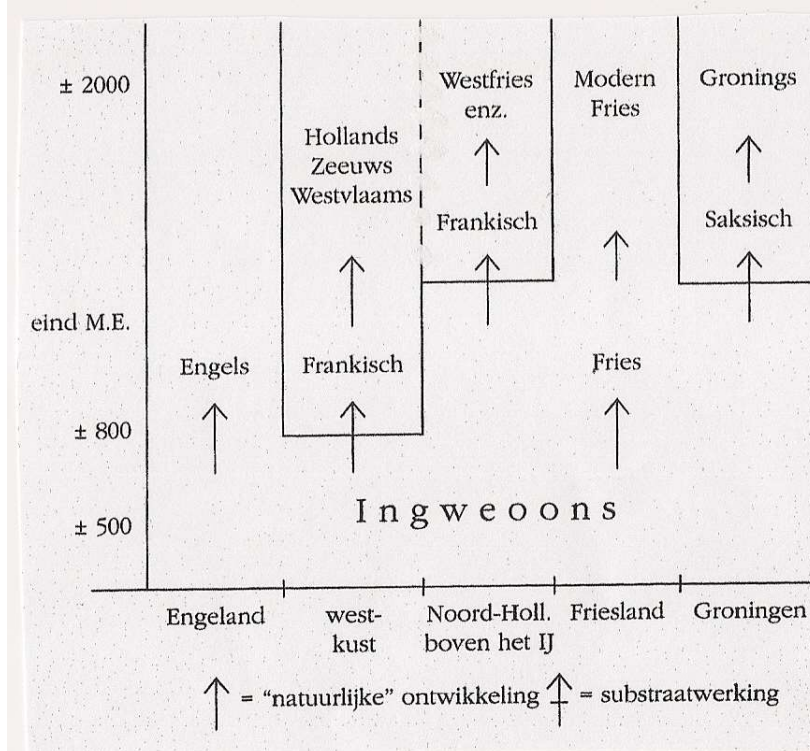 ± 2000
Westfries
enz.
Modern
Fries
Gronings
Hollands
Zeeuws
Westvlaams
Frankisch
Saksisch
eind M.E.
Engels
Frankisch
Fries
± 800
Ingweoons
± 500
Engeland
west-
kust
Noord-Holl.
boven het IJ
Friesland
Groningen
= "natuurlijke" ontwikkeling
= substraatwerking